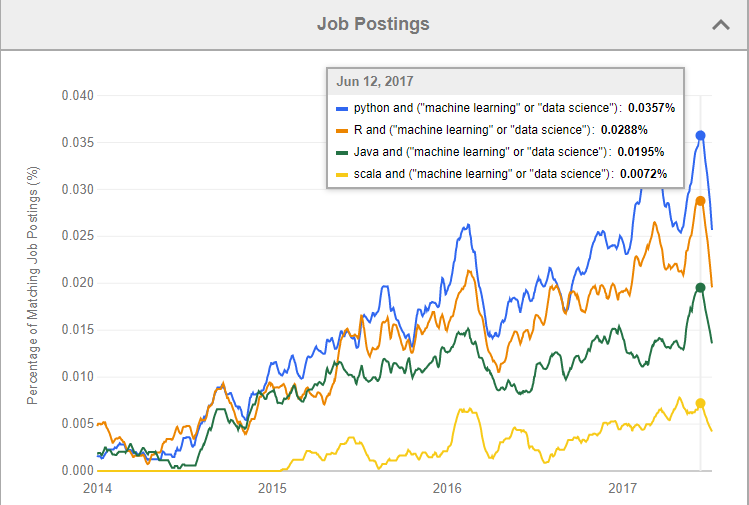 Job Postings
Jun 12, 2017
python and ("machine learning" or "data science"): 0.0357%
R and ("machine learning" or "data science"): 0.0288%
Java and ("machine learning" or "data science"): 0.0195%
scala and ("machine learning" or "data science"): 0.0072%
Percentage of Matching Job Postings (%)
0.040
0.035
0.030
0.025
0.020
0.015
0.010
0.005
0.000
2014 2015 2016 2017